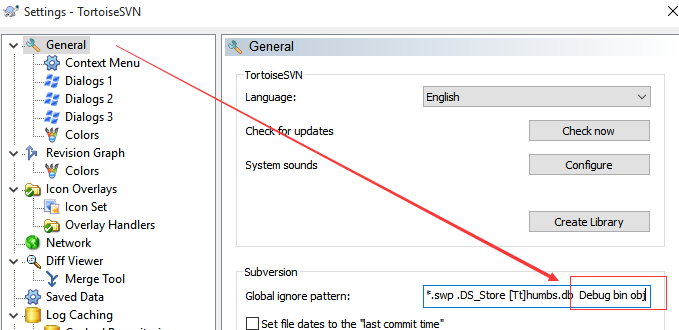 Settings - TortoiseSVN
General
Context Menu
Dialogs 1
Dialogs 2
Dialogs 3
Colors
Revision Graph
Colors
Icon Overlays
Icon Set
Overlay Handlers
Network
Diff Viewer
Merge Tool
Saved Data
Log Caching
General
TortoiseSVN
Language: English
Check for updates Check now
System sounds Configure
Create Library
Subversion
Global ignore pattern: *.swp .DS_Store [Tt]humbs.db Debug bin obj
Set file dates to the "last commit time"